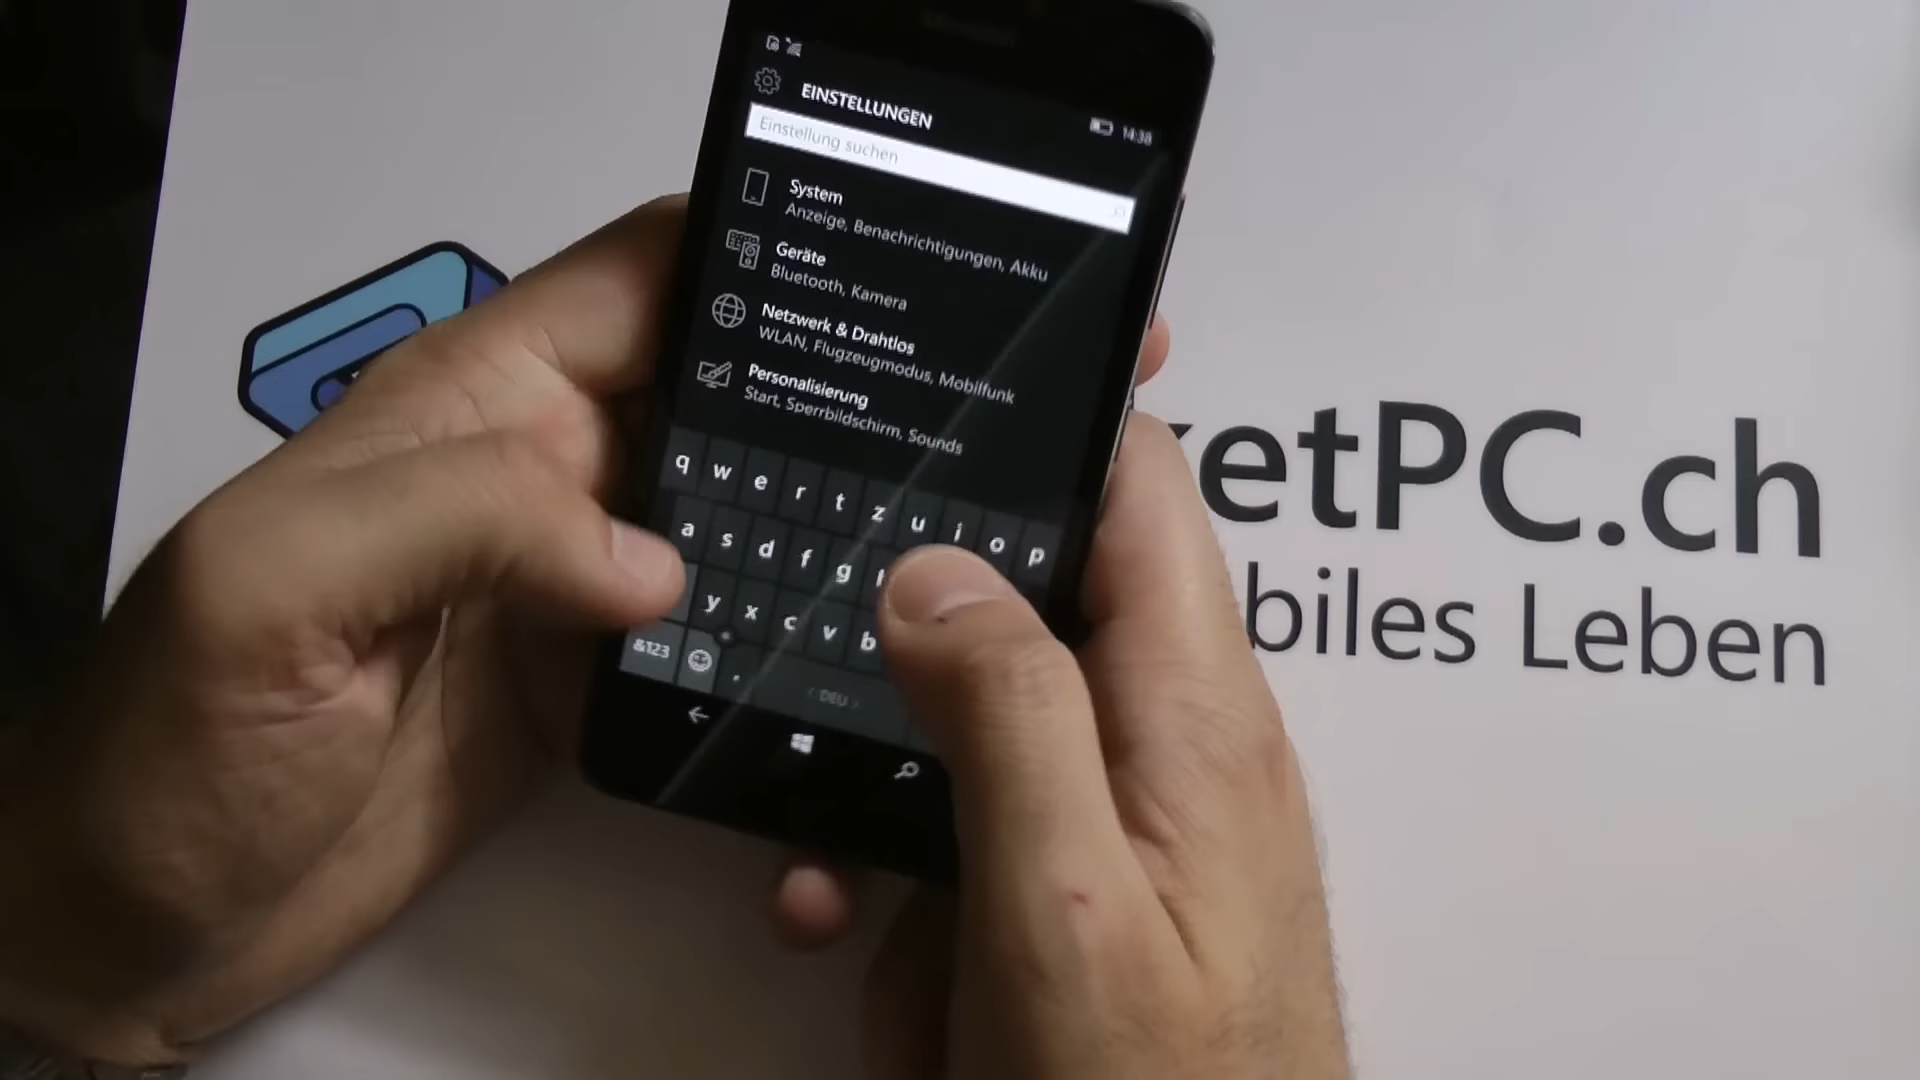 14:38
EINSTELLUNGEN
Einstellung suchen
System
Anzeige, Benachrichtigungen, Akku
Geräte
Bluetooth, Kamera
Netzwerk & Drahtlos
WLAN, Flugzeugmodus, Mobilfunk
Personalisierung
Start, Sperrbildschirm, Sounds
q w e r t z u i o p
a s d f g
y x c v b
&123 , DEU
etPC.ch
biles Leben